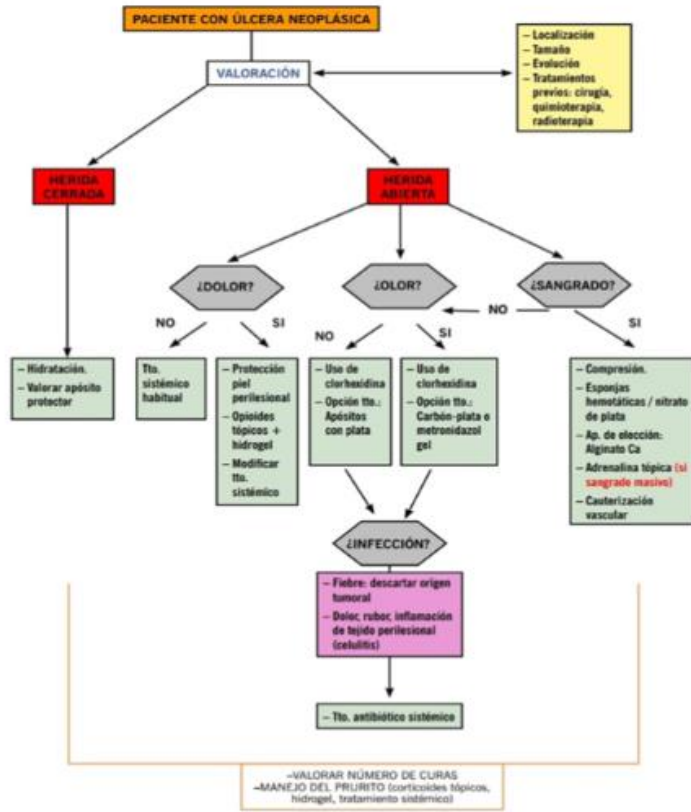 PACIENTE CON ÚLCERA NEOPLÁSICA
VALORACIÓN
– Localización
– Tamaño
– Evolución
– Tratamientos
previos: cirugía,
quimioterapia,
radioterapia
HERIDA
CERRADA
HERIDA
ABIERTA
¿DOLOR?
¿OLOR?
¿SANGRADO?
NO
SI
NO
SI
NO
SI
– Hidratación.
– Valorar apósito
protector
Tto.
sistémico
habitual
– Protección
piel
perilesional
– Opioides
tópicos +
hidrogel
– Modificar
tto.
sistémico
– Uso de
clorhexidina
– Opción tto.:
Apósitos
con plata
– Uso de
clorhexidina
– Opción tto.:
Carbón-plata o
metronidazol
gel
– Compresión.
– Esponjas
hemotáticas / nitrato
de plata
– Ap. de elección:
Alginato Ca
– Adrenalina tópica (si
sangrado masivo)
– Cauterización
vascular
¿INFECCIÓN?
– Fiebre: descartar origen
tumoral
– Dolor, rubor, inflamación
de tejido perilesional
(celulitis)
– Tto. antibiótico sistémico
–VALORAR NÚMERO DE CURAS
–MANEJO DEL PRURITO (corticoides tópicos,
hidrogel, tratamiento sistémico)